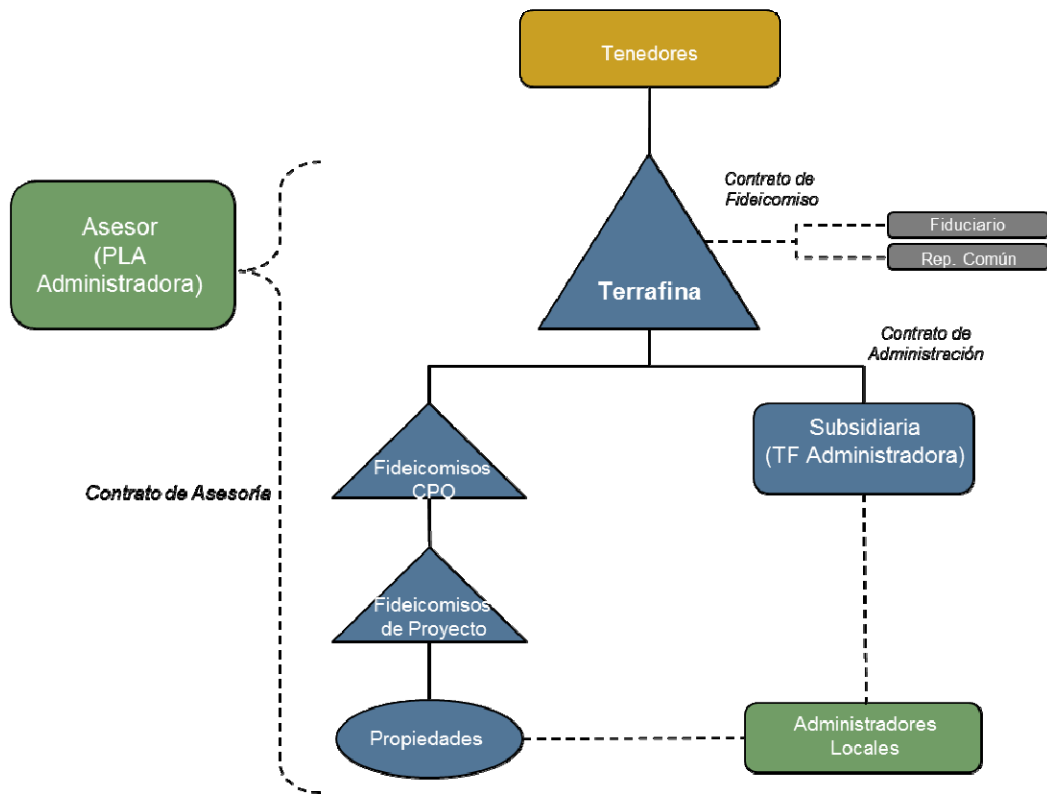 Tenedores
Contrato de
Fideicomiso
Asesor
(PLA
Administradora)
Fiduciario
Rep. Común
Terrafina
Contrato de
Administración
Subsidiaria
(TF Administradora)
Fideicomisos
CPO
Contrato de Asesoría
Fideicomisos
de Proyecto
Propiedades
Administradores
Locales